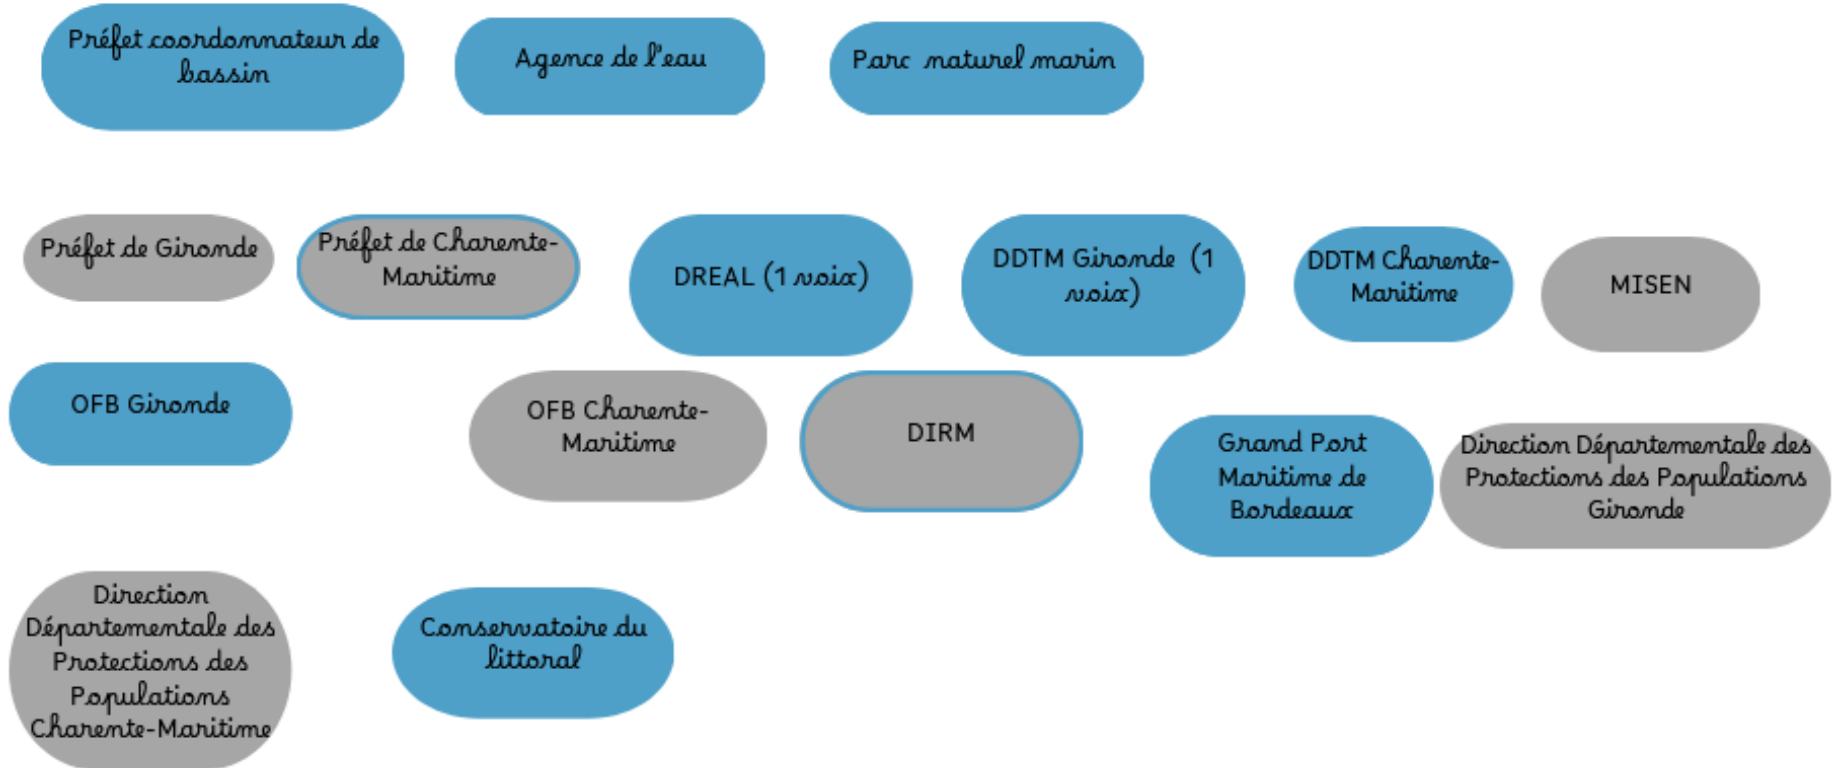 Préfet coordonnateur de
bassin
Agence de l'eau
Parc naturel marin
Préfet de Gironde
Préfet de Charente-
Maritime
DREAL (1 voix)
DDTM Gironde (1
voix)
DDTM Charente-
Maritime
MISEN
OFB Gironde
OFB Charente-
Maritime
DIRM
Grand Port
Maritime de
Bordeaux
Direction Départementale des
Protections des Populations
Gironde
Direction
Départementale des
Protections des
Populations
Charente-Maritime
Conservatoire du
littoral